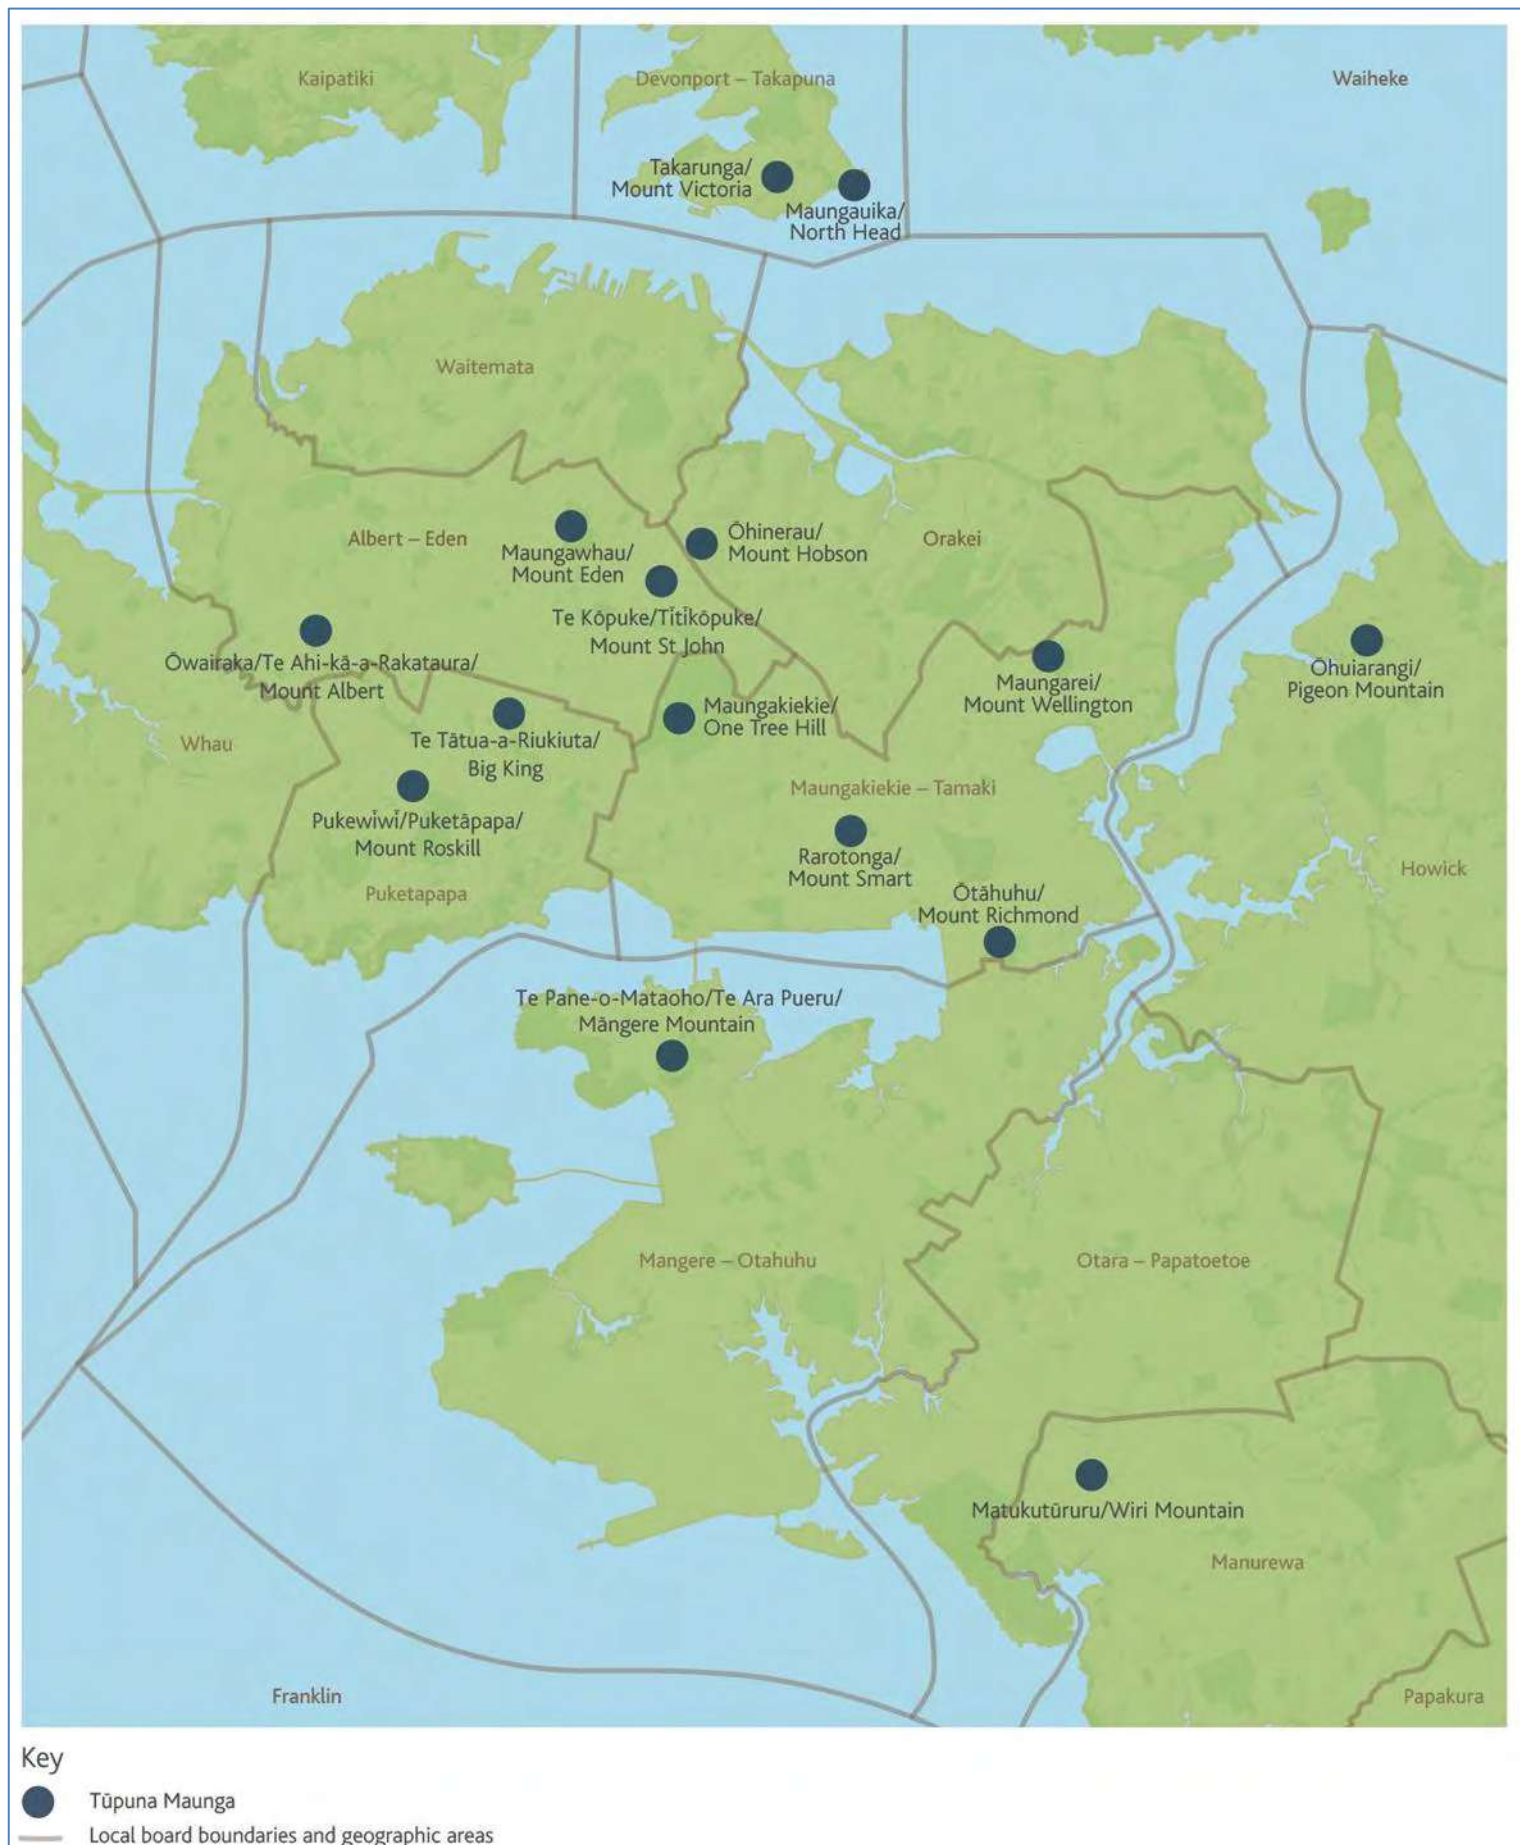 Kaipatiki
Devonport – Takapuna
Waiheke
Takarunga/
Mount Victoria
Maungauika/
North Head
Waitemata
Albert – Eden
Maungawhau/
Mount Eden
Ōhinerau/
Mount Hobson
Orakei
Te Kōpuke/Tītīkōpuke/
Mount St John
Ōwairaka/Te Ahi-kā-a-Rakataura/
Mount Albert
Maungarei/
Mount Wellington
Ōhuiarangi/
Pigeon Mountain
Whau
Te Tātua-a-Riukiuta/
Big King
Maungakiekie/
One Tree Hill
Maungakiekie – Tamaki
Pukewīwī/Puketāpapa/
Mount Roskill
Rarotonga/
Mount Smart
Howick
Puketapapa
Ōtāhuhu/
Mount Richmond
Te Pane-o-Mataoho/Te Ara Pueru/
Māngere Mountain
Mangere – Otahuhu
Otara – Papatoetoe
Matukutūruru/Wiri Mountain
Manurewa
Franklin
Papakura
Key
Tūpuna Maunga
Local board boundaries and geographic areas